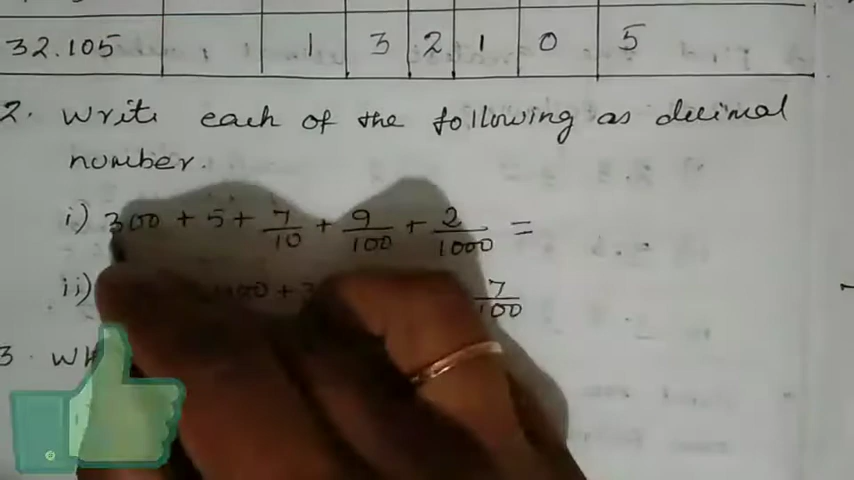 32.105 1 3 2 1 0 5
2. Write each of the following as decimal
number.
i) 300 + 5 + 7/10 + 9/100 + 2/1000 =
ii) 7/100
3.